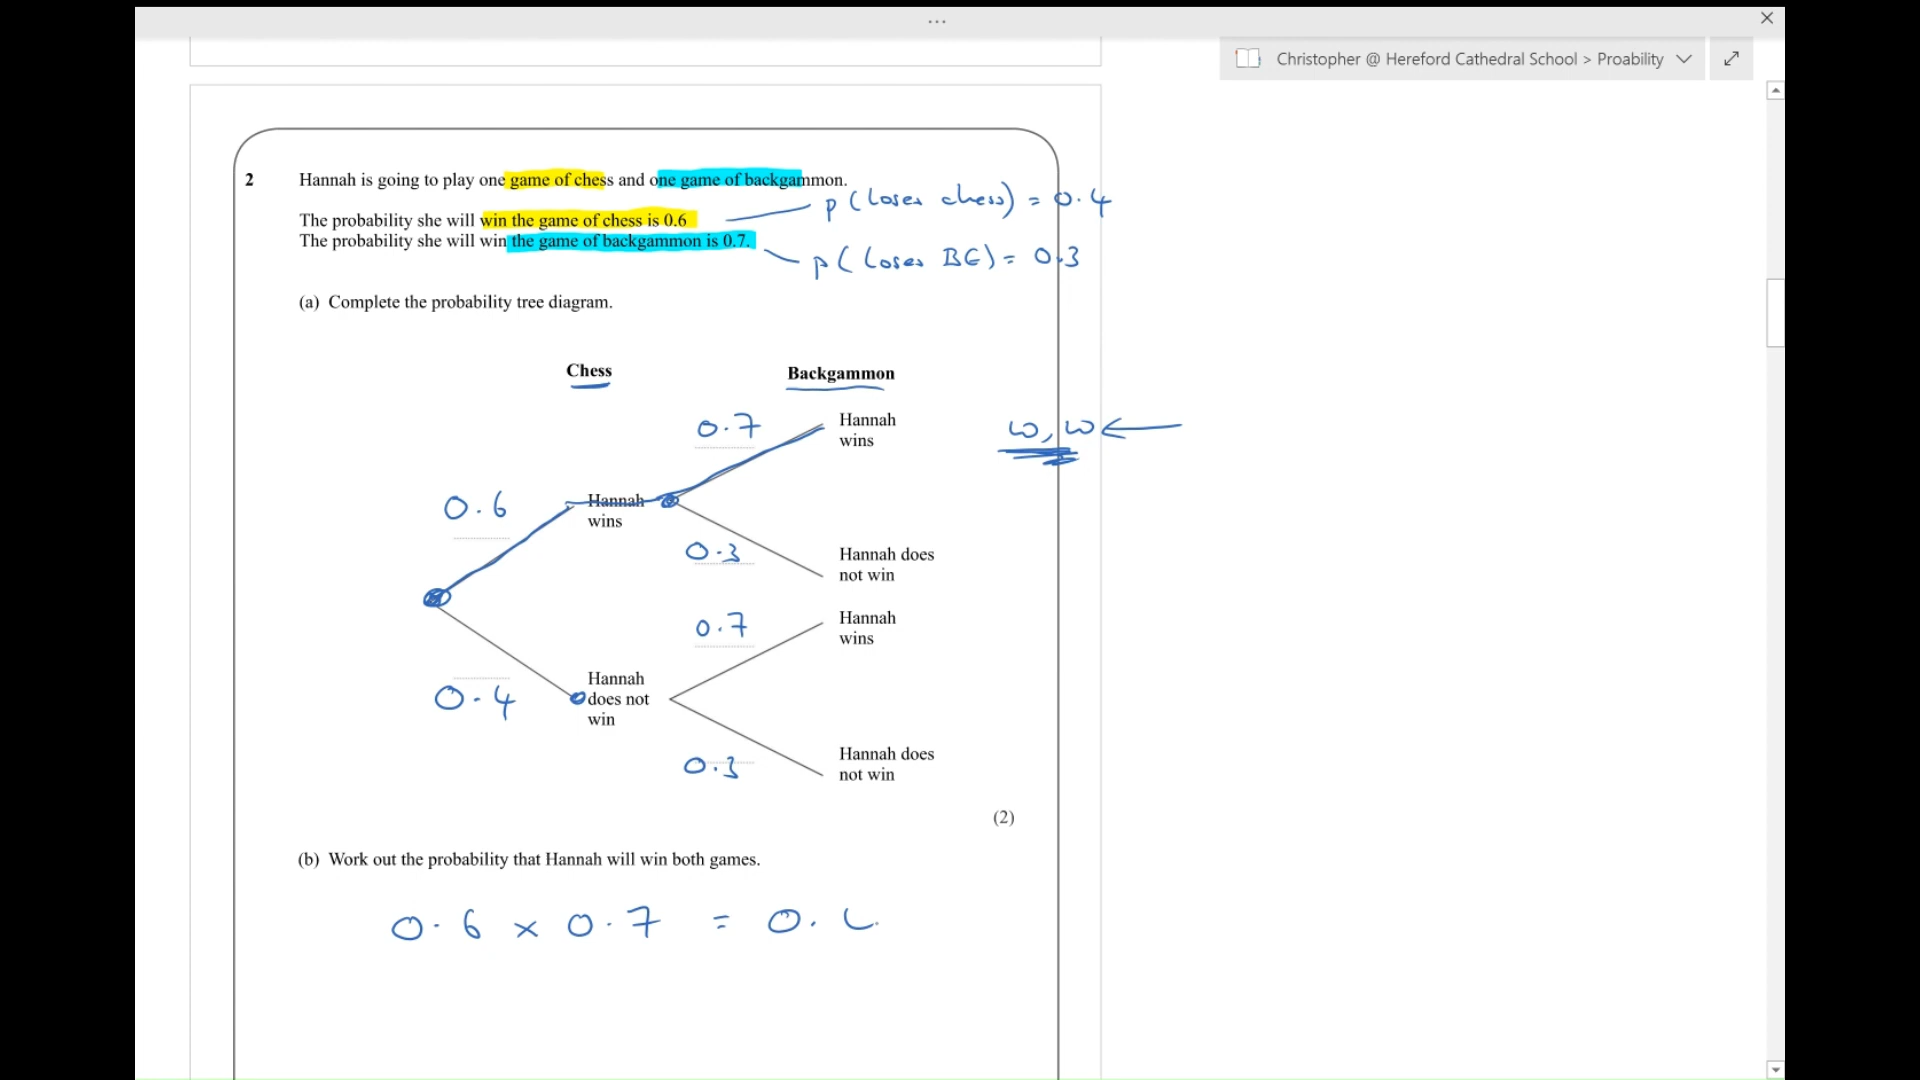 ...
Christopher @ Hereford Cathedral School > Proability
2 Hannah is going to play one game of chess and one game of backgammon.
p (loses chess) = 0.4
The probability she will win the game of chess is 0.6
The probability she will win the game of backgammon is 0.7.
p ( loses BG) = 0.3
(a) Complete the probability tree diagram.
Chess
Backgammon
0.7
Hannah
wins
w, w
0.6
Hannah
wins
0.3
Hannah does
not win
0.7
Hannah
wins
0.4
Hannah
does not
win
0.3
Hannah does
not win
(2)
(b) Work out the probability that Hannah will win both games.
0.6 x 0.7 = 0.